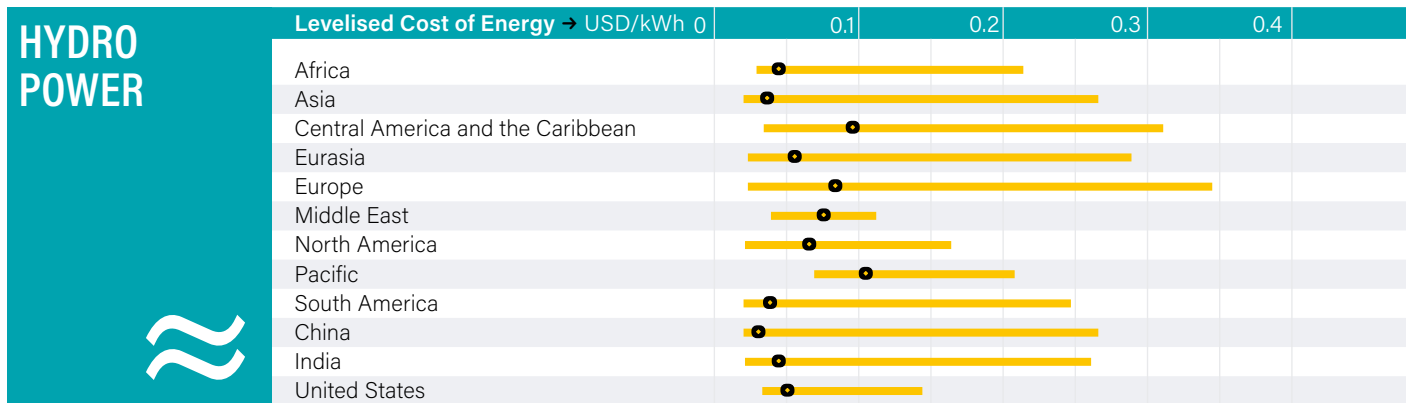 HYDRO
POWER
Levelised Cost of Energy → USD/kWh 0 0.1 0.2 0.3 0.4
Africa
Asia
Central America and the Caribbean
Eurasia
Europe
Middle East
North America
Pacific
South America
China
India
United States